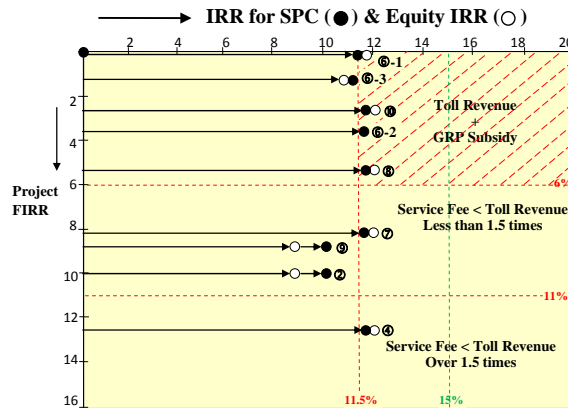 IRR for SPC (●) & Equity IRR (○)
2 4 6 8 10 12 14 16 18 20
⑥-1
⑥-3
2
⑩
Toll Revenue
+
GRP Subsidy
⑥-2
4
⑧
Project
FIRR
6
6%
⑦
Service Fee < Toll Revenue
Less than 1.5 times
8
⑨
10
②
11%
12
④
Service Fee < Toll Revenue
Over 1.5 times
14
16
11.5%
15%